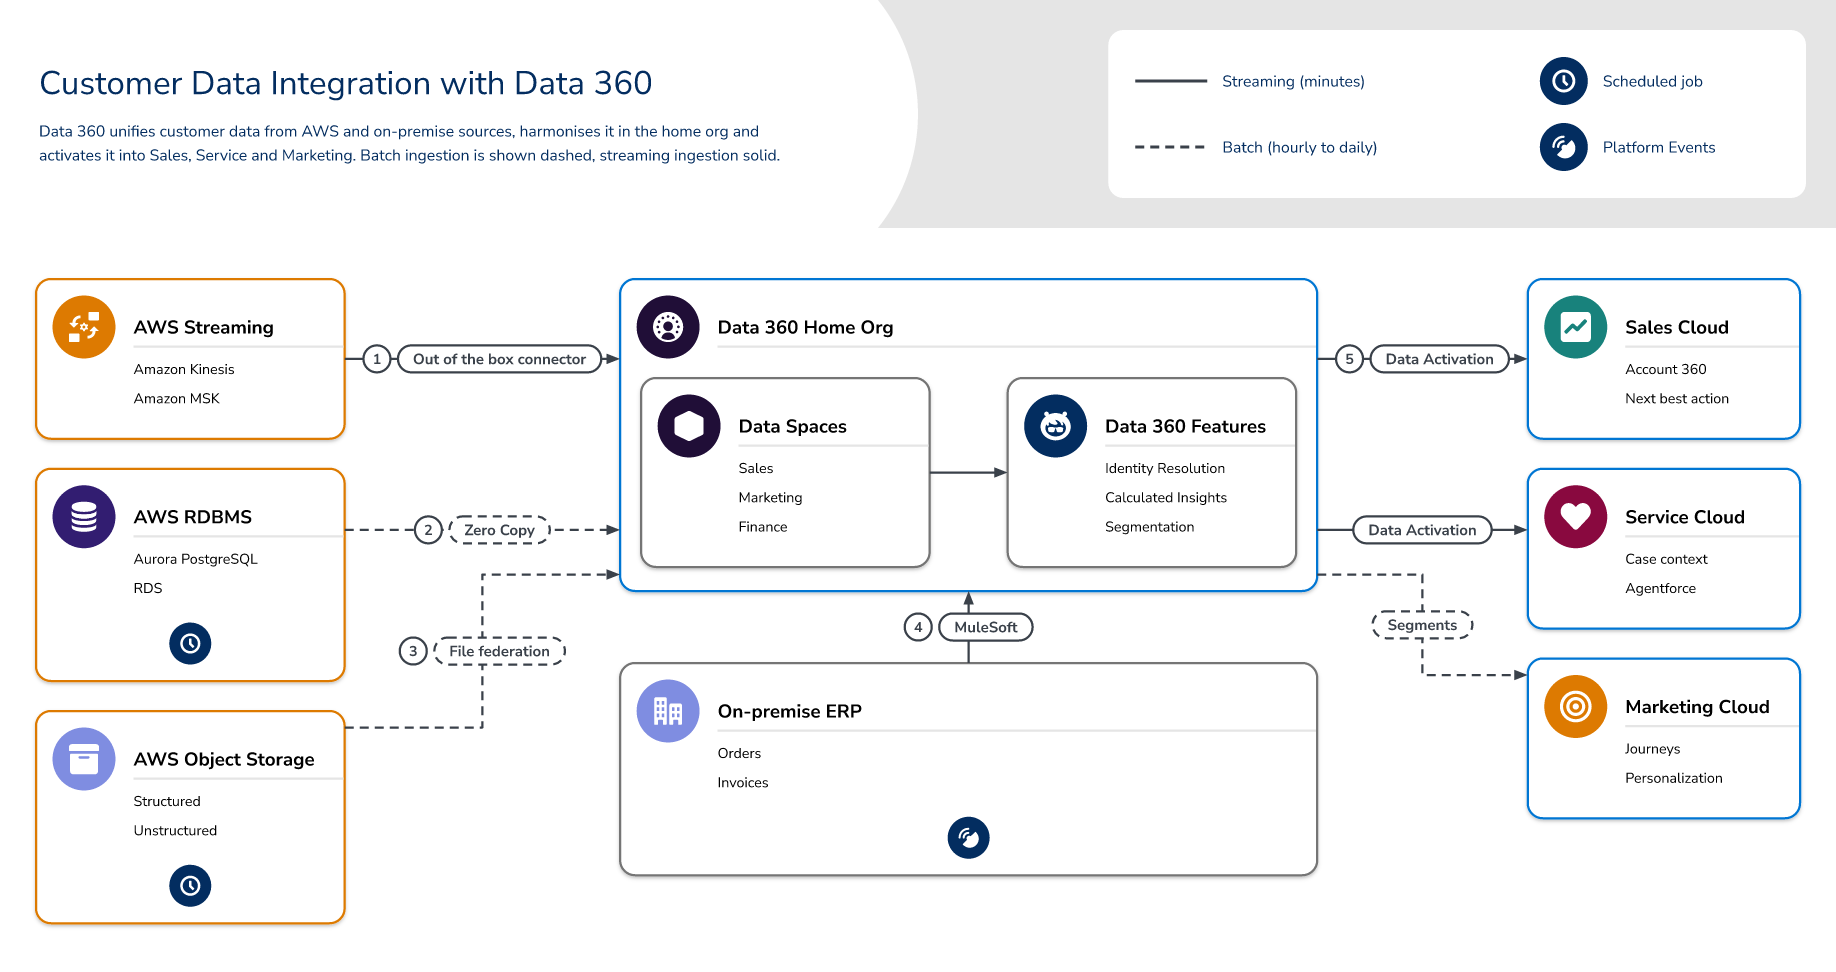 Customer Data Integration with Data 360
Data 360 unifies customer data from AWS and on-premise sources, harmonises it in the home org and
activates it into Sales, Service and Marketing. Batch ingestion is shown dashed, streaming ingestion solid.
Streaming (minutes)
Scheduled job
Batch (hourly to daily)
Platform Events
AWS Streaming
Amazon Kinesis
Amazon MSK
1
Out of the box connector
AWS RDBMS
Aurora PostgreSQL
RDS
2
Zero Copy
3
File federation
AWS Object Storage
Structured
Unstructured
Data 360 Home Org
Data Spaces
Sales
Marketing
Finance
Data 360 Features
Identity Resolution
Calculated Insights
Segmentation
4
MuleSoft
On-premise ERP
Orders
Invoices
5
Data Activation
Data Activation
Segments
Sales Cloud
Account 360
Next best action
Service Cloud
Case context
Agentforce
Marketing Cloud
Journeys
Personalization